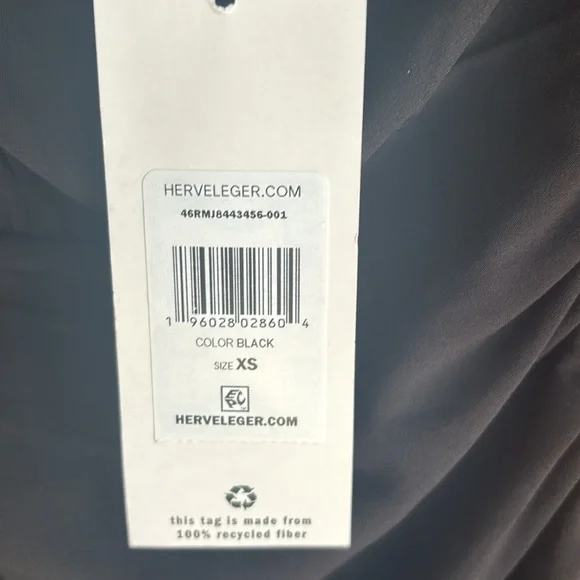 HERVELEGER.COM
46RMJ8443456-001
1 96028 02860 4
COLOR BLACK
SIZE XS
EPC
HERVELEGER.COM
this tag is made from
100% recycled fiber